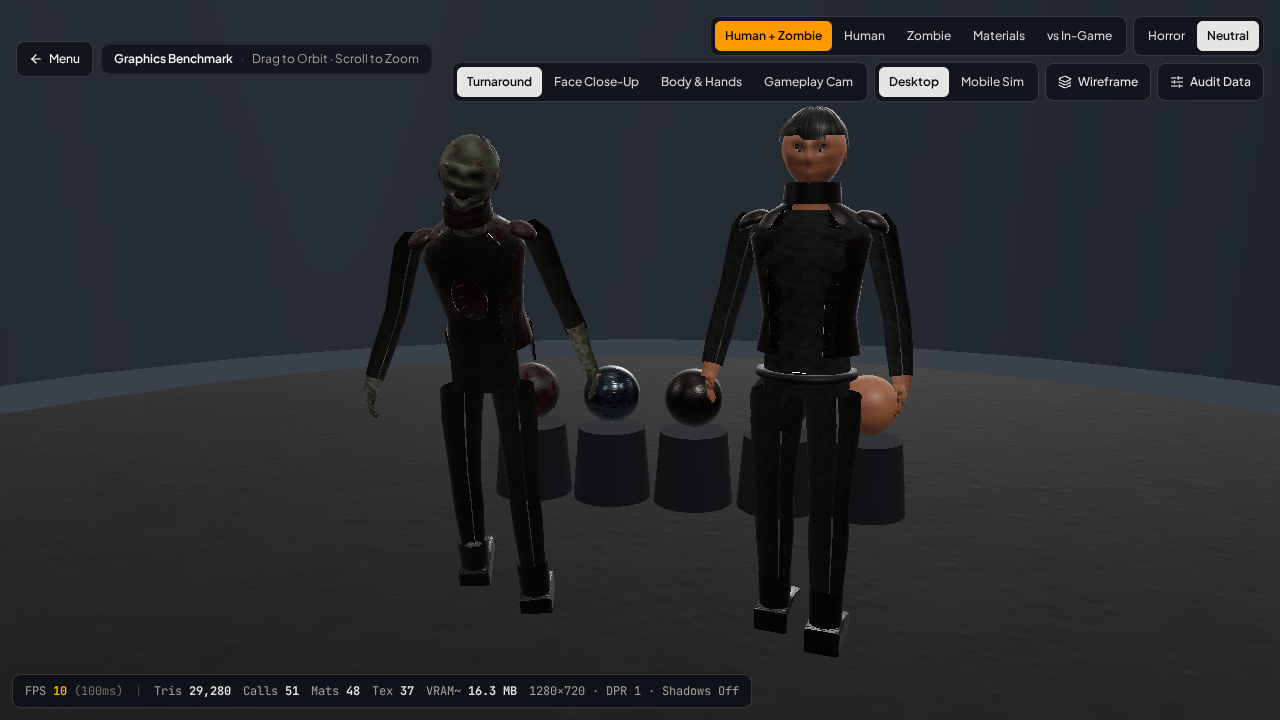 Human + Zombie Human Zombie Materials vs In-Game Horror Neutral
Menu Graphics Benchmark · Drag to Orbit · Scroll to Zoom
Turnaround Face Close-Up Body & Hands Gameplay Cam Desktop Mobile Sim Wireframe Audit Data
FPS 10 (100ms) | Tris 29,280 Calls 51 Mats 48 Tex 37 VRAM~ 16.3 MB 1280×720 · DPR 1 · Shadows Off